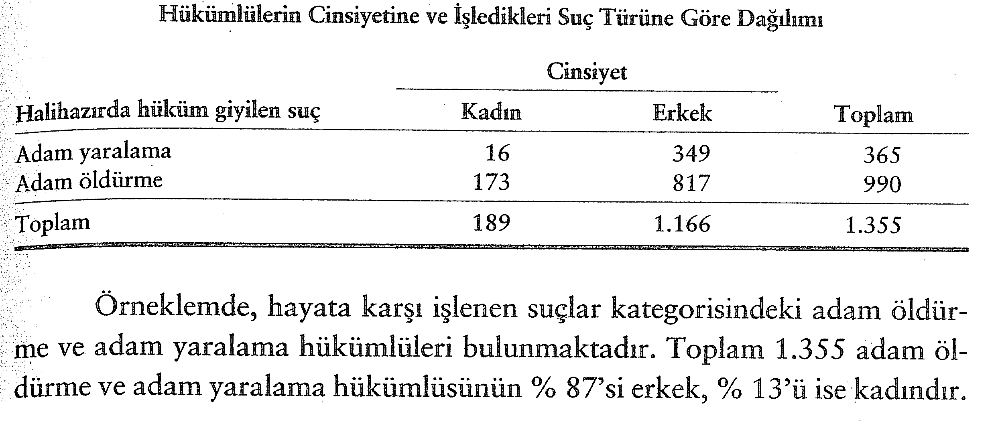 Hükümlülerin Cinsiyetine ve İşledikleri Suç Türüne Göre Dağılımı
Cinsiyet
Halihazırda hüküm giyilen suç Kadın Erkek Toplam
Adam yaralama 16 349 365
Adam öldürme 173 817 990
Toplam 189 1.166 1.355
Örneklemde, hayata karşı işlenen suçlar kategorisindeki adam öldür-
me ve adam yaralama hükümlüleri bulunmaktadır. Toplam 1.355 adam öl-
dürme ve adam yaralama hükümlüsünün % 87'si erkek, % 13'ü ise kadındır.